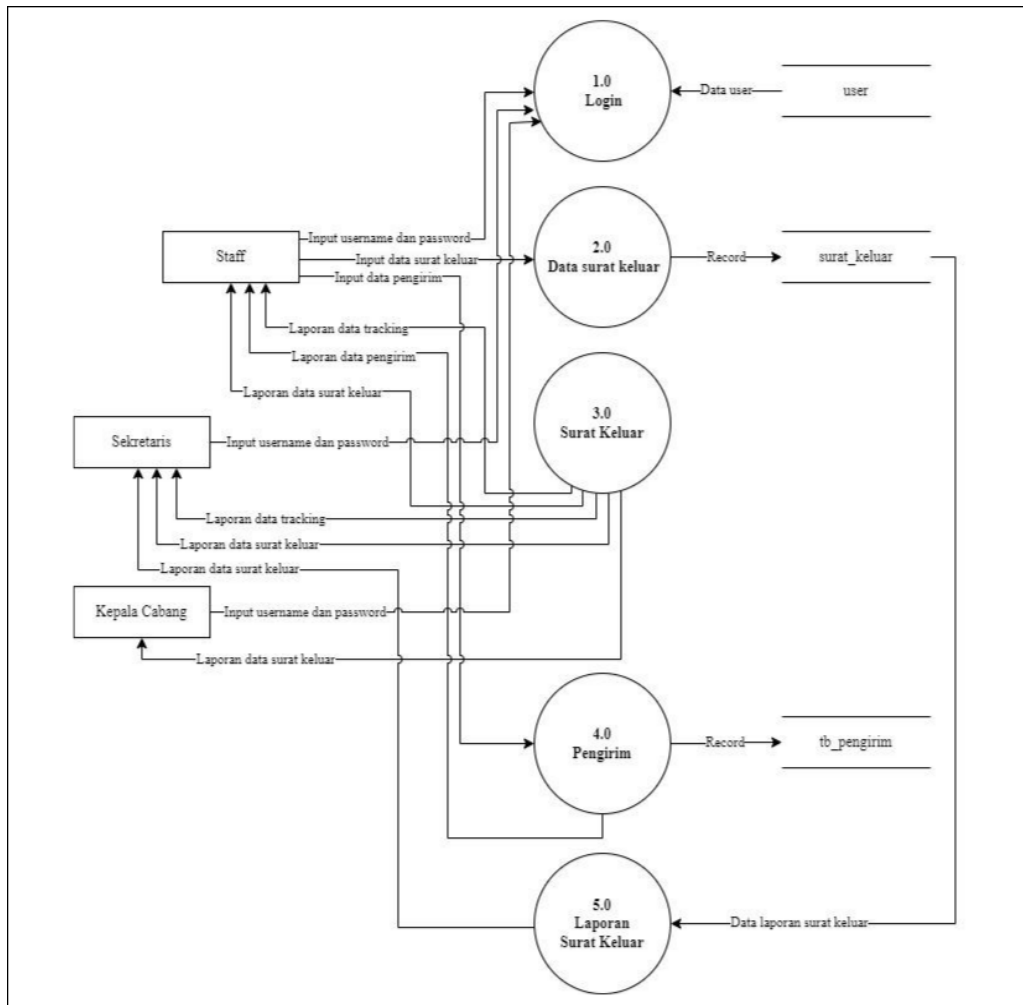 1.0
Login
Data user
user
Staff
Input username dan password
Input data surat keluar
Input data pengirim
2.0
Data surat keluar
Record
surat_keluar
Laporan data tracking
Laporan data pengirim
Laporan data surat keluar
3.0
Surat Keluar
Sekretaris
Input username dan password
Laporan data tracking
Laporan data surat keluar
Laporan data surat keluar
Kepala Cabang
Input username dan password
Laporan data surat keluar
4.0
Pengirim
Record
tb_pengirim
5.0
Laporan
Surat Keluar
Data laporan surat keluar